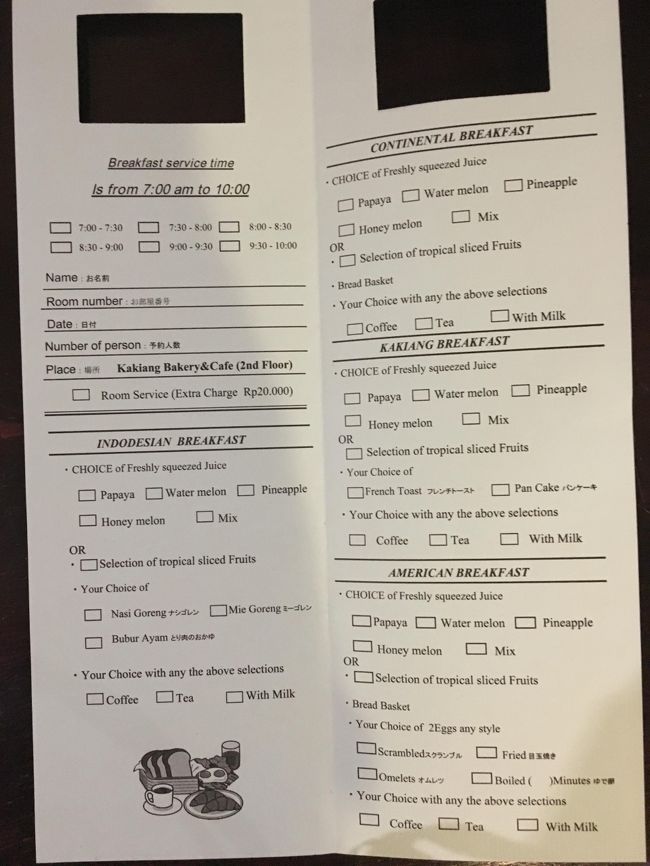 Breakfast service time
Is from 7:00 am to 10:00
7:00 - 7:30 7:30 - 8:00 8:00 - 8:30
8:30 - 9:00 9:00 - 9:30 9:30 - 10:00
Name : お名前
Room number : お部屋番号
Date : 日付
Number of person : 予約人数
Place : 場所 Kakiang Bakery&Cafe (2nd Floor)
Room Service (Extra Charge Rp20.000)
INDODESIAN BREAKFAST
・CHOICE of Freshly squeezed Juice
Papaya Water melon Pineapple
Honey melon Mix
OR
・ Selection of tropical sliced Fruits
・Your Choice of
Nasi Goreng ナシゴレン Mie Goreng ミーゴレン
Bubur Ayam とり肉のおかゆ
・Your Choice with any the above selections
Coffee Tea With Milk
CONTINENTAL BREAKFAST
・CHOICE of Freshly squeezed Juice
Papaya Water melon Pineapple
Honey melon Mix
OR
・ Selection of tropical sliced Fruits
・Bread Basket
・Your Choice with any the above selections
Coffee Tea With Milk
KAKIANG BREAKFAST
・CHOICE of Freshly squeezed Juice
Papaya Water melon Pineapple
Honey melon Mix
OR
Selection of tropical sliced Fruits
・Your Choice of
French Toast フレンチトースト Pan Cake パンケーキ
・Your Choice with any the above selections
Coffee Tea With Milk
AMERICAN BREAKFAST
・CHOICE of Freshly squeezed Juice
Papaya Water melon Pineapple
Honey melon Mix
OR
・ Selection of tropical sliced Fruits
・Bread Basket
・Your Choice of 2Eggs any style
Scrambled スクランブル Fried 目玉焼き
Omelets オムレツ Boiled ( )Minutes ゆで卵
・Your Choice with any the above selections
Coffee Tea With Milk